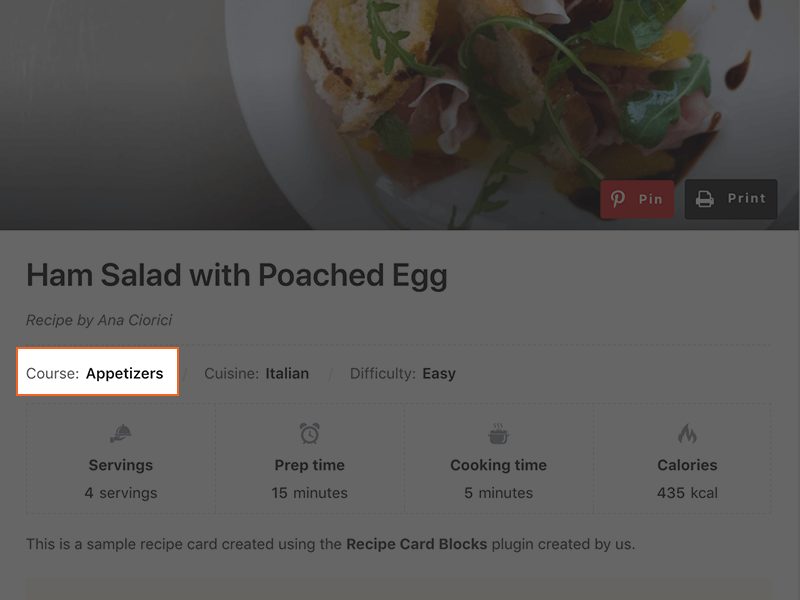 Pin
Print
Ham Salad with Poached Egg
Recipe by Ana Ciorici
Course: Appetizers / Cuisine: Italian / Difficulty: Easy
Servings
Prep time
Cooking time
Calories
4 servings
15 minutes
5 minutes
435 kcal
This is a sample recipe card created using the Recipe Card Blocks plugin created by us.